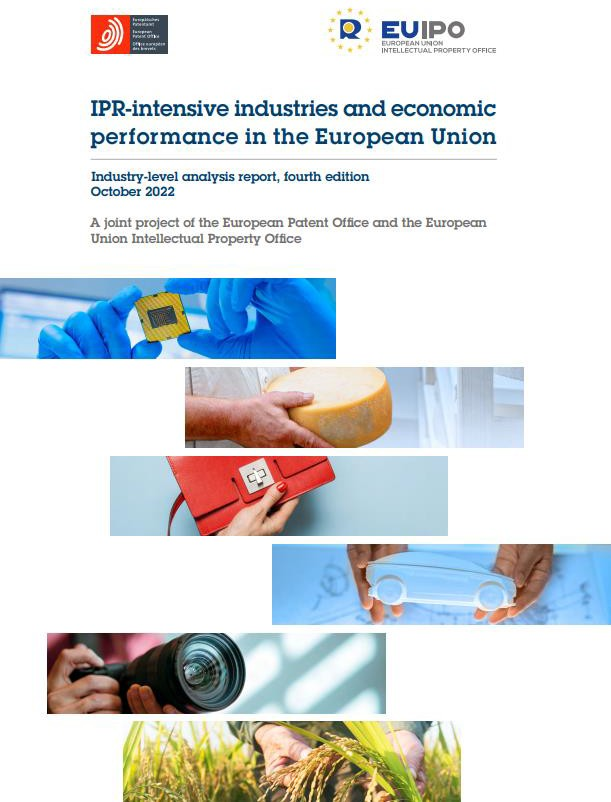 Europäisches
Patentamt
European
Patent Office
Office européen
des brevets
EUIPO
EUROPEAN UNION
INTELLECTUAL PROPERTY OFFICE
IPR-intensive industries and economic
performance in the European Union
Industry-level analysis report, fourth edition
October 2022
A joint project of the European Patent Office and the European
Union Intellectual Property Office